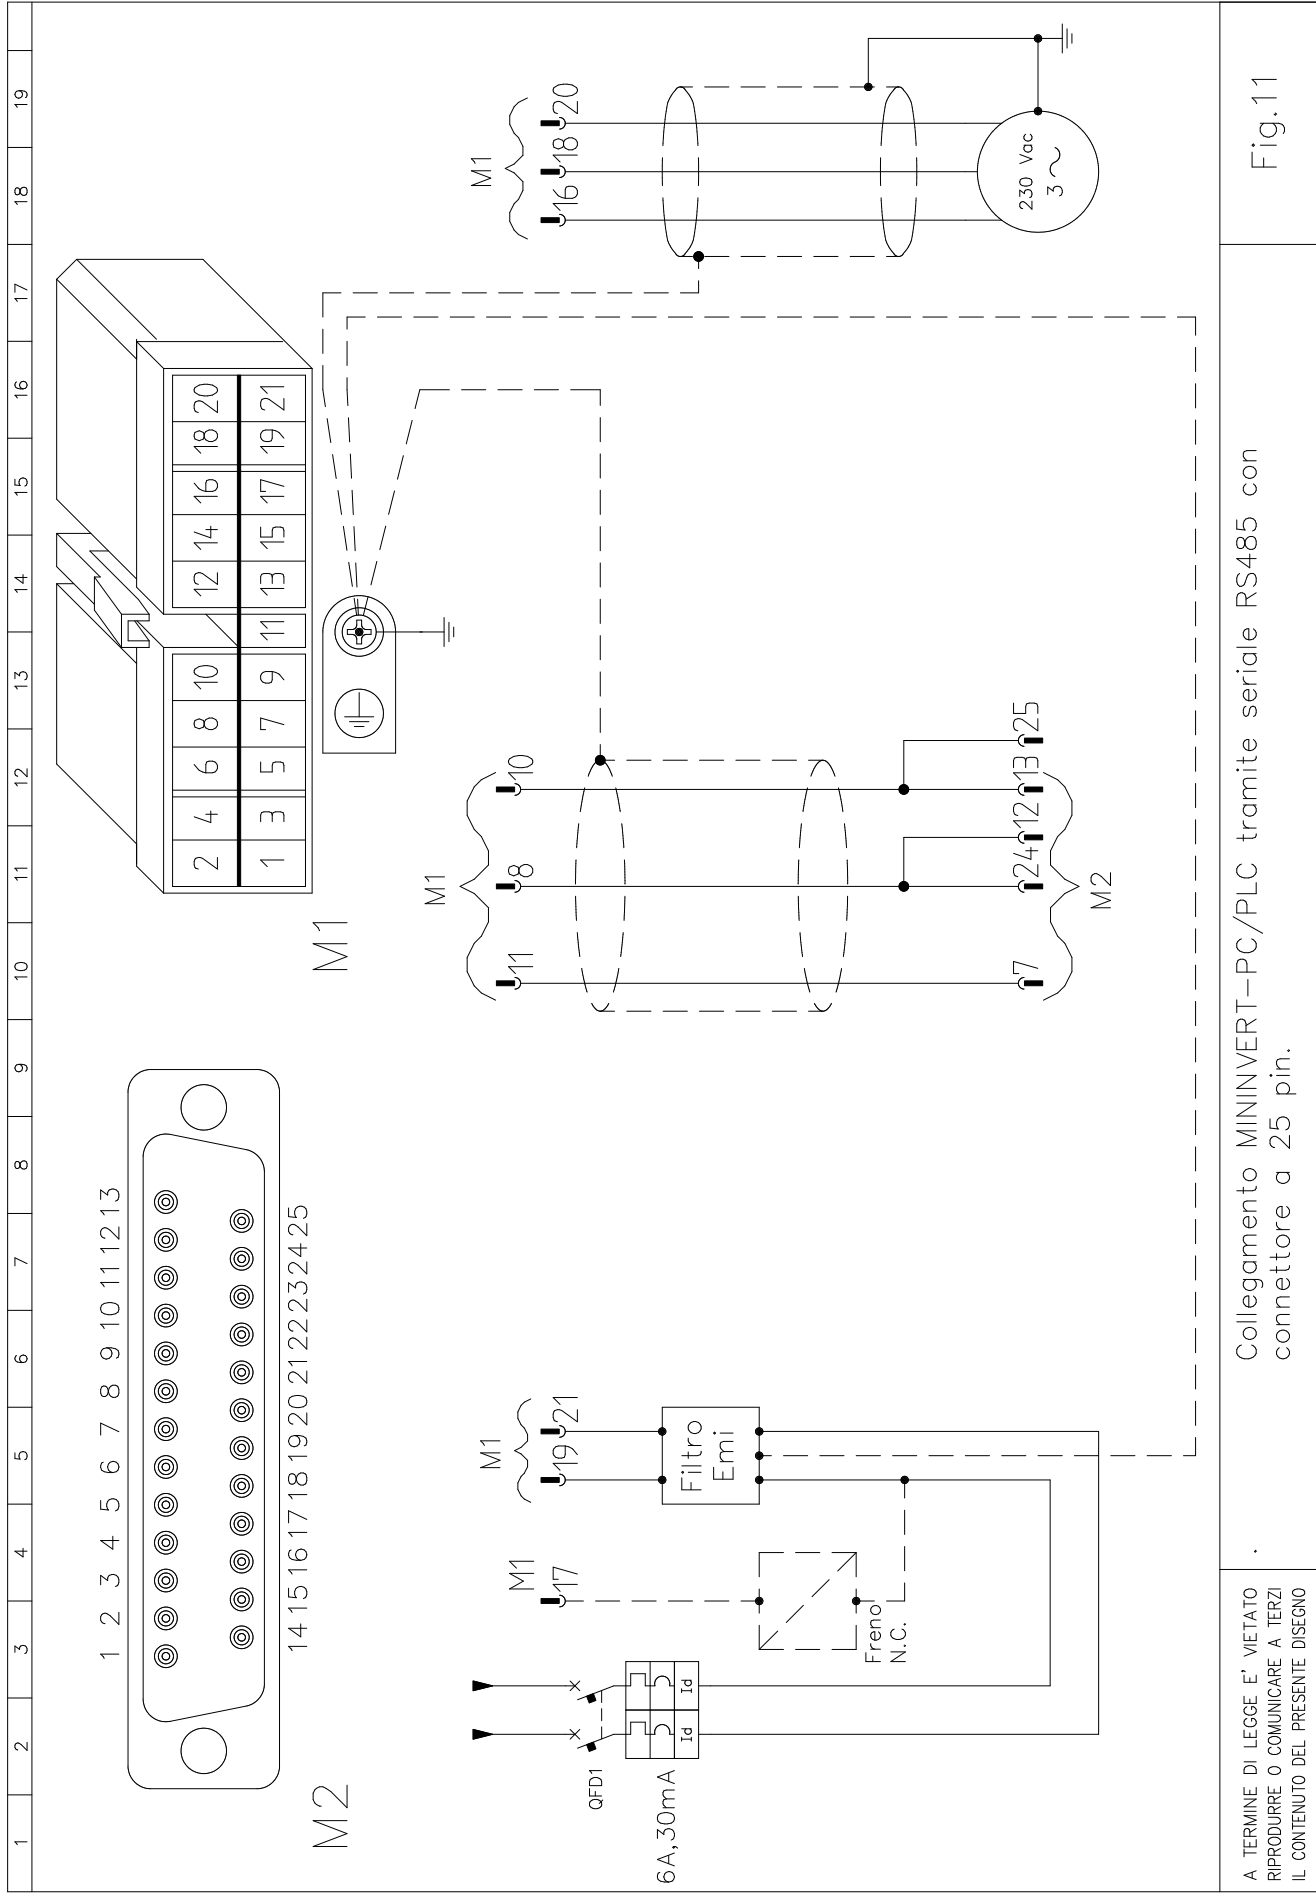 1 2 3 4 5 6 7 8 9 10 11 12 13 14 15 16 17 18 19
1 2 3 4 5 6 7 8 9 10 11 12 13
14 15 16 17 18 19 20 21 22 23 24 25
M2
2 4 6 8 10 12 14 16 18 20
1 3 5 7 9 11 13 15 17 19 21
M1
QFD1
6A,30mA
Id Id
M1
17
Freno
N.C.
M1
19 21
Filtro
Emi
M1
11 8 10
7 24 12 13 25
M2
M1
16 18 20
230 Vac
3 ~
A TERMINE DI LEGGE E' VIETATO
RIPRODURRE O COMUNICARE A TERZI
IL CONTENUTO DEL PRESENTE DISEGNO
.
Collegamento MININVERT-PC/PLC tramite seriale RS485 con
connettore a 25 pin.
Fig.11